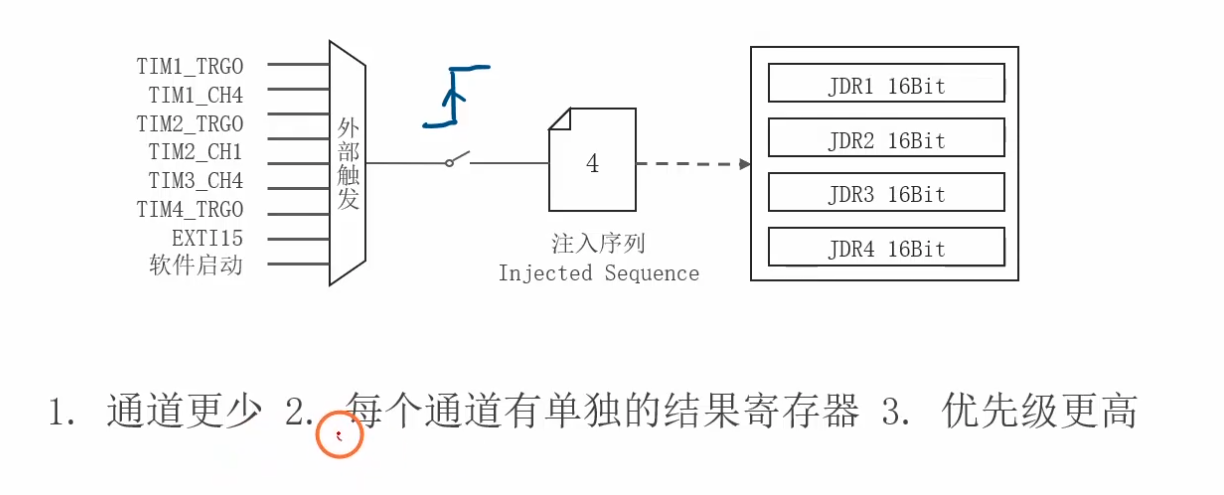 TIM1_TRGO
TIM1_CH4
TIM2_TRGO
TIM2_CH1
TIM3_CH4
TIM4_TRGO
EXTI15
软件启动
外部触发
4
注入序列
Injected Sequence
JDR1 16Bit
JDR2 16Bit
JDR3 16Bit
JDR4 16Bit
1. 通道更少 2. 每个通道有单独的结果寄存器 3. 优先级更高